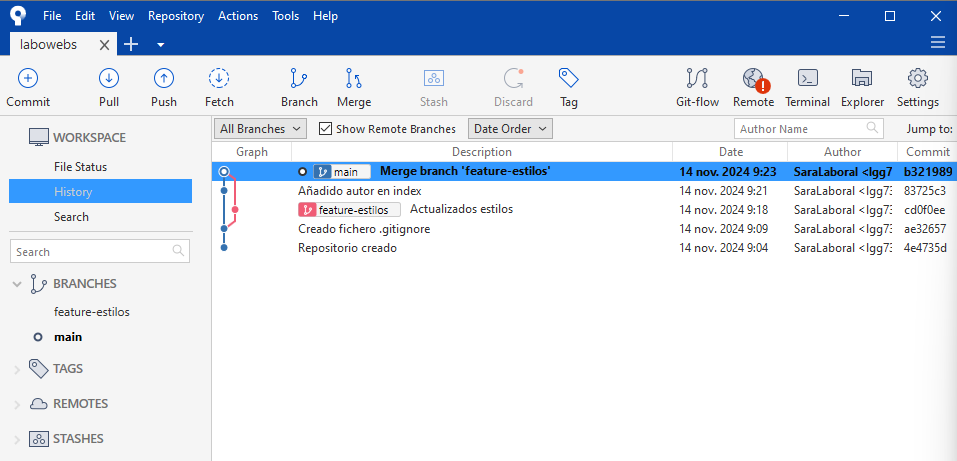 File Edit View Repository Actions Tools Help
labowebs
Commit Pull Push Fetch Branch Merge Stash Discard Tag Git-flow Remote Terminal Explorer Settings
WORKSPACE
File Status
History
Search
Search
BRANCHES
feature-estilos
main
TAGS
REMOTES
STASHES
All Branches Show Remote Branches Date Order Author Name Jump to:
Graph Description Date Author Commit
main Merge branch 'feature-estilos' 14 nov. 2024 9:23 SaraLaboral <lgg7 b321989
Añadido autor en index 14 nov. 2024 9:21 SaraLaboral <lgg73 83725c3
feature-estilos Actualizados estilos 14 nov. 2024 9:18 SaraLaboral <lgg73 cd0f0ee
Creado fichero .gitignore 14 nov. 2024 9:09 SaraLaboral <lgg73 ae32657
Repositorio creado 14 nov. 2024 9:04 SaraLaboral <lgg73 4e4735d